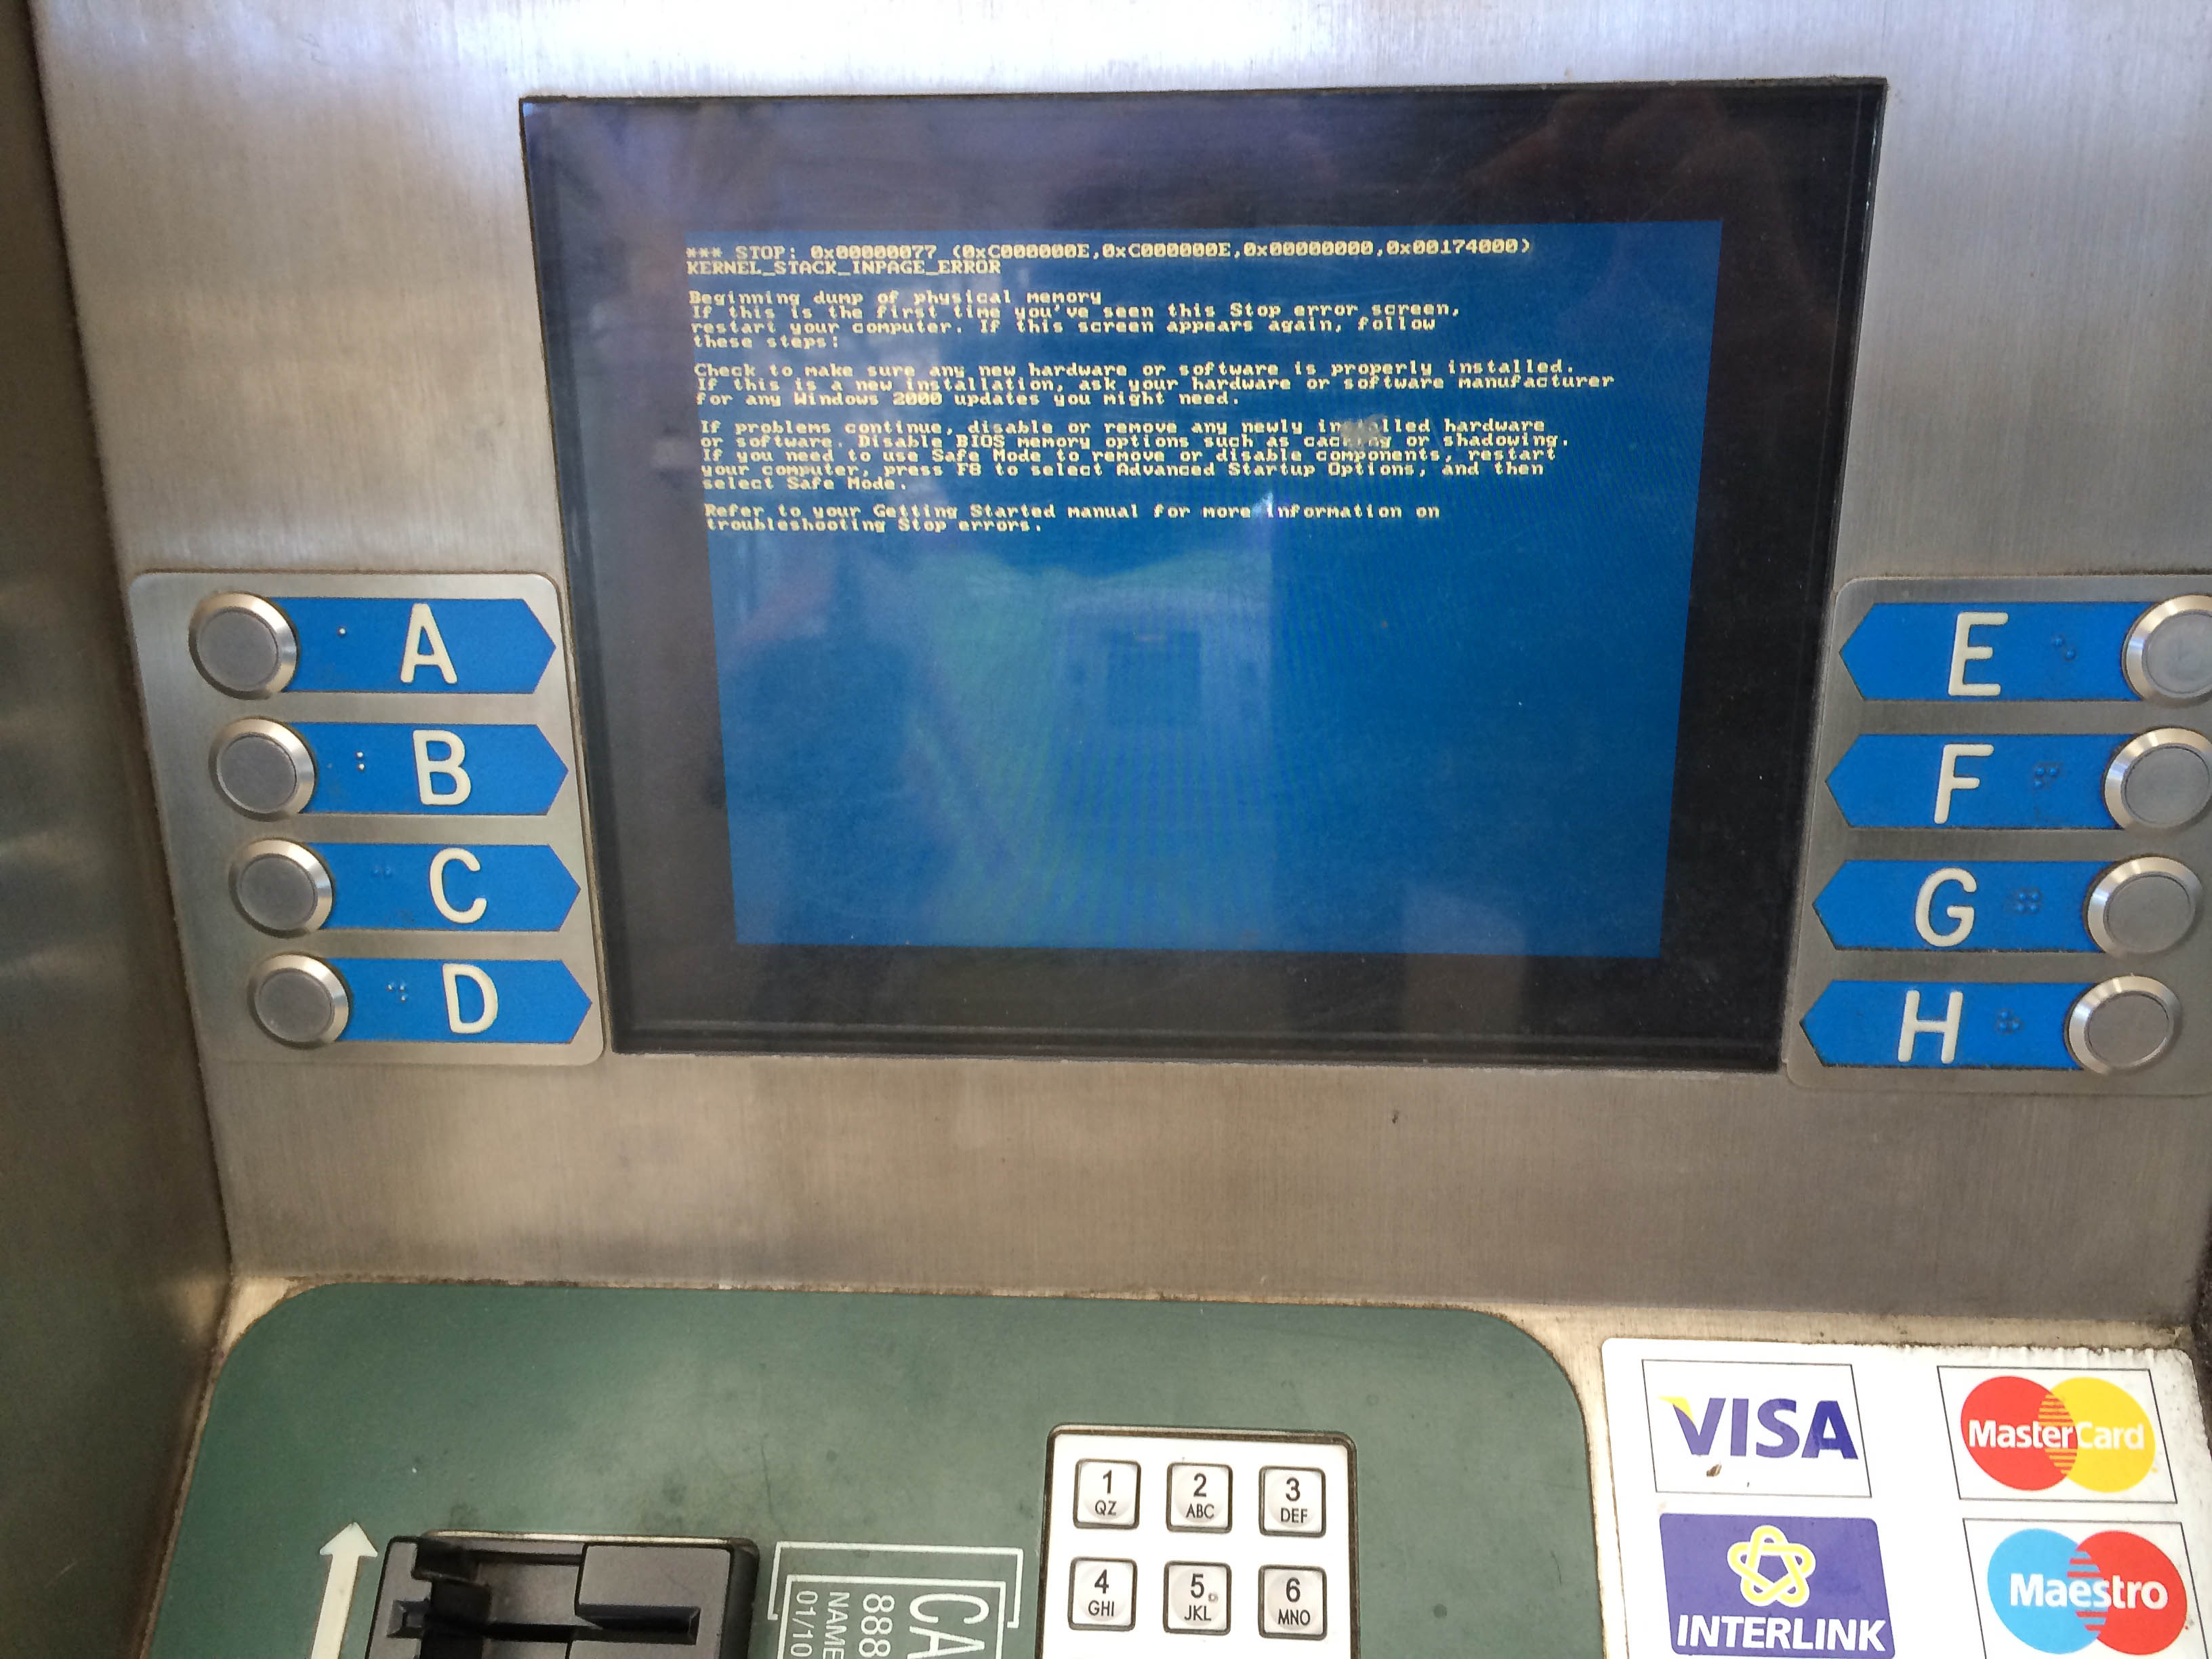 *** STOP: 0x00000077 (0xC000000E,0xC000000E,0x00000000,0x00174000)
KERNEL_STACK_INPAGE_ERROR
Beginning dump of physical memory
If this is the first time you've seen this Stop error screen,
restart your computer. If this screen appears again, follow
these steps:
Check to make sure any new hardware or software is properly installed.
If this is a new installation, ask your hardware or software manufacturer
for any Windows 2000 updates you might need.
If problems continue, disable or remove any newly installed hardware
or software. Disable BIOS memory options such as caching or shadowing.
If you need to use Safe Mode to remove or disable components, restart
your computer, press F8 to select Advanced Startup Options, and then
select Safe Mode.
Refer to your Getting Started manual for more information on
troubleshooting Stop errors.
A
B
C
D
E
F
G
H
CA
888
NAME
01/10
1 QZ
2 ABC
3 DEF
4 GHI
5 JKL
6 MNO
VISA
MasterCard
INTERLINK
Maestro